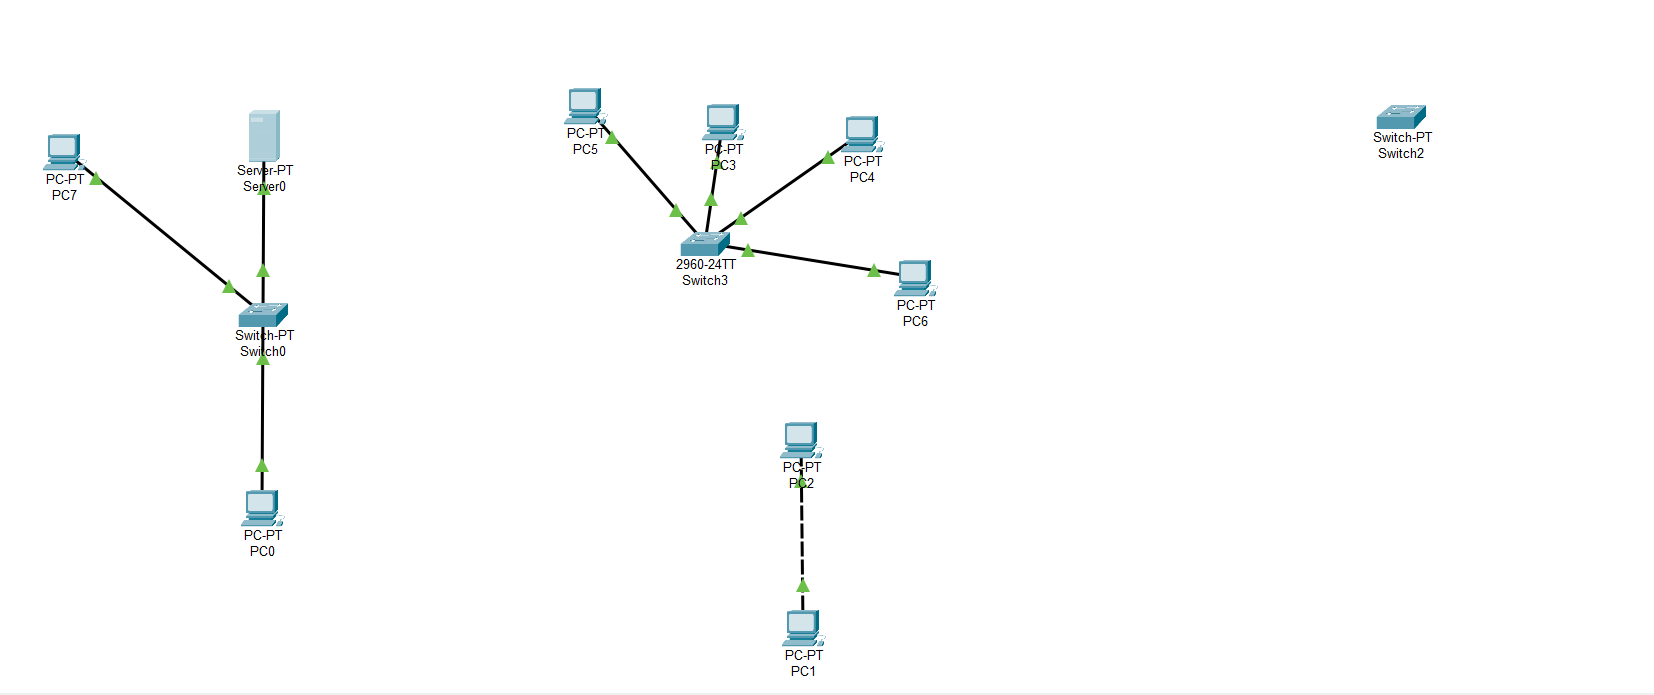 PC-PT
PC7
Server-PT
Server0
Switch-PT
Switch0
PC-PT
PC0
PC-PT
PC5
PC-PT
PC3
PC-PT
PC4
2960-24TT
Switch3
PC-PT
PC6
PC-PT
PC2
PC-PT
PC1
Switch-PT
Switch2